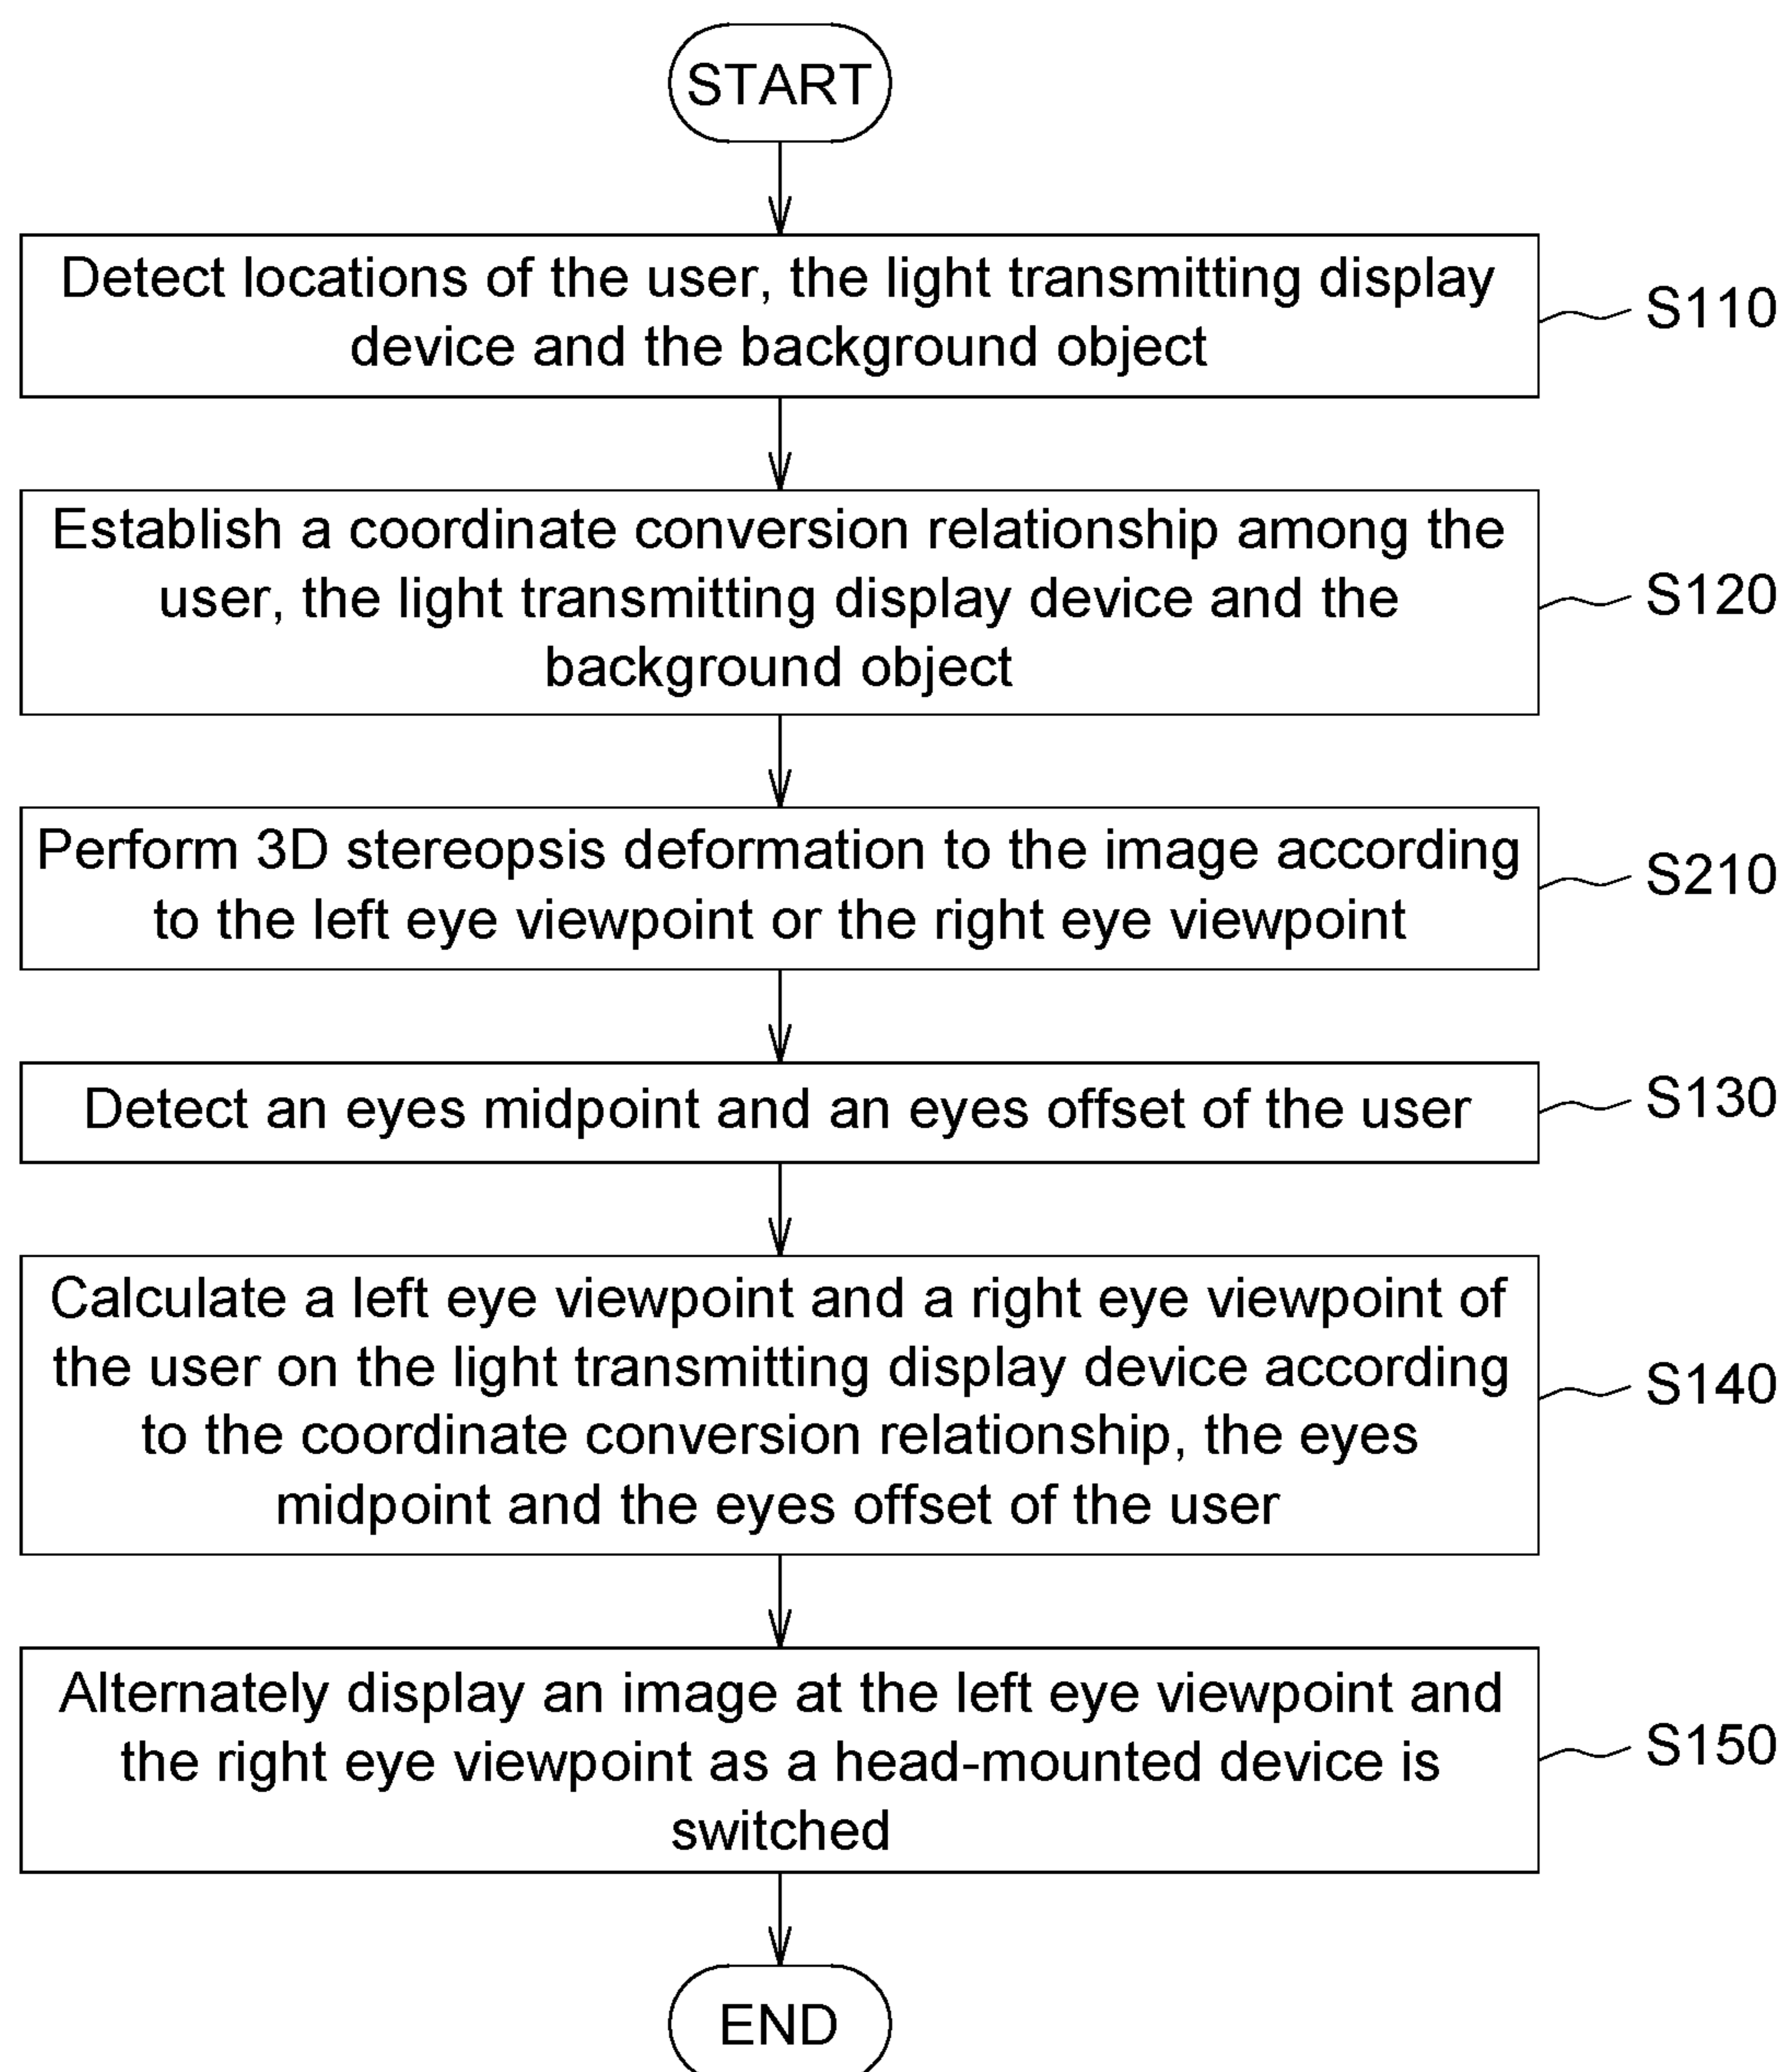 START
Detect locations of the user, the light transmitting display
device and the background object
S110
Establish a coordinate conversion relationship among the
user, the light transmitting display device and the
background object
S120
Perform 3D stereopsis deformation to the image according
to the left eye viewpoint or the right eye viewpoint
S210
Detect an eyes midpoint and an eyes offset of the user
S130
Calculate a left eye viewpoint and a right eye viewpoint of
the user on the light transmitting display device according
to the coordinate conversion relationship, the eyes
midpoint and the eyes offset of the user
S140
Alternately display an image at the left eye viewpoint and
the right eye viewpoint as a head-mounted device is
switched
S150
END